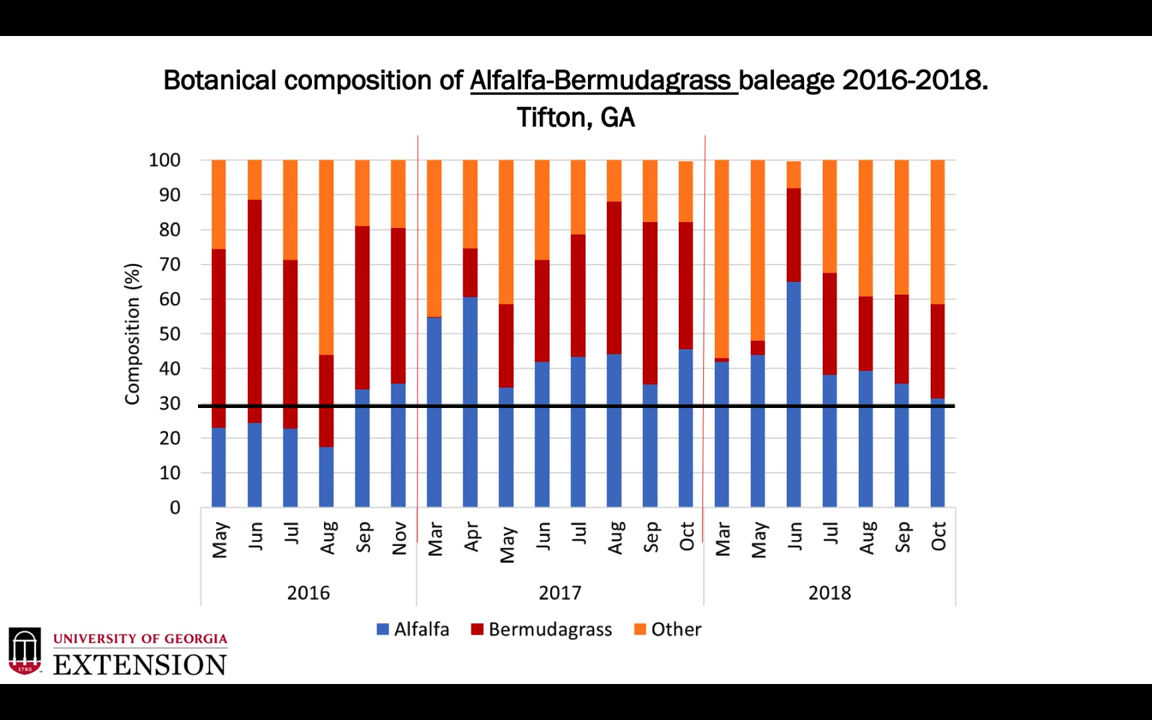 Botanical composition of Alfalfa-Bermudagrass baleage 2016-2018.
Tifton, GA
Composition (%)
100
90
80
70
60
50
40
30
20
10
0
May Jun Jul Aug Sep Nov Mar Apr May Jun Jul Aug Sep Oct Mar May Jun Jul Aug Sep Oct
2016 2017 2018
Alfalfa Bermudagrass Other
1785
UNIVERSITY OF GEORGIA
EXTENSION